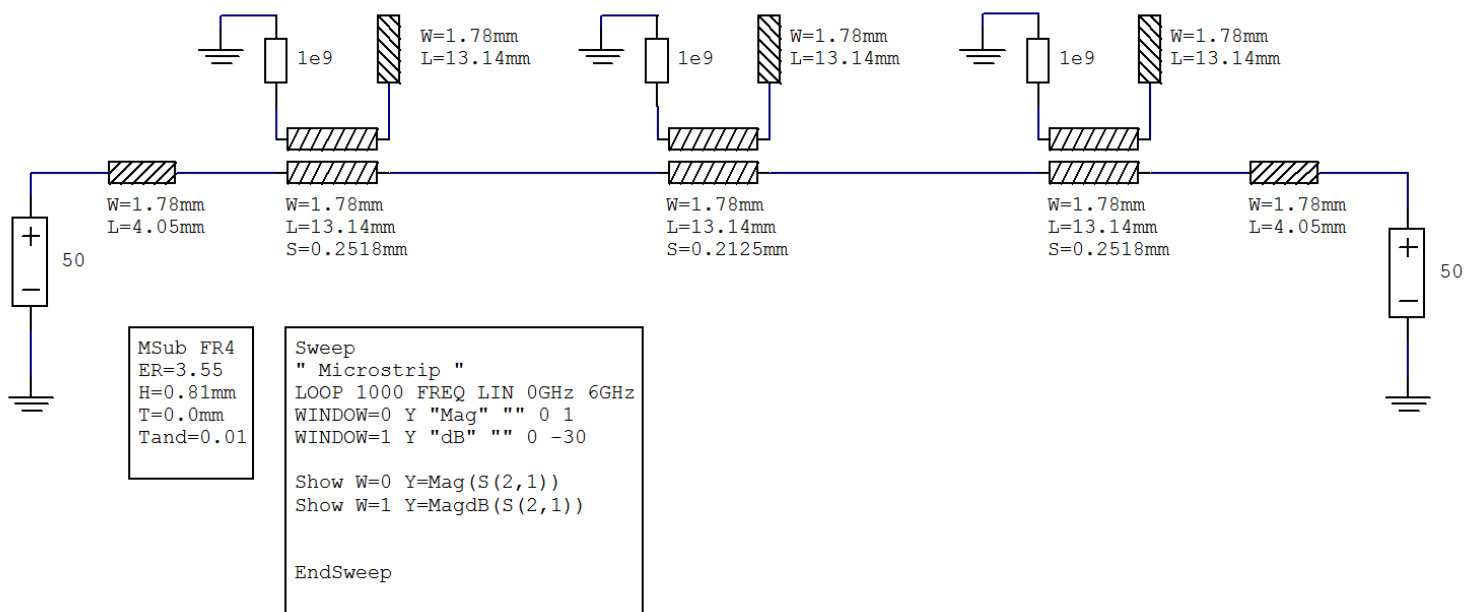 W=1.78mm
L=13.14mm
1e9
W=1.78mm
L=13.14mm
1e9
W=1.78mm
L=13.14mm
1e9
W=1.78mm
L=4.05mm
W=1.78mm
L=13.14mm
S=0.2518mm
W=1.78mm
L=13.14mm
S=0.2125mm
W=1.78mm
L=13.14mm
S=0.2518mm
W=1.78mm
L=4.05mm
+
50
−
+
50
−
MSub FR4
ER=3.55
H=0.81mm
T=0.0mm
Tand=0.01
Sweep
" Microstrip "
LOOP 1000 FREQ LIN 0GHz 6GHz
WINDOW=0 Y "Mag" "" 0 1
WINDOW=1 Y "dB" "" 0 -30
Show W=0 Y=Mag(S(2,1))
Show W=1 Y=MagdB(S(2,1))
EndSweep